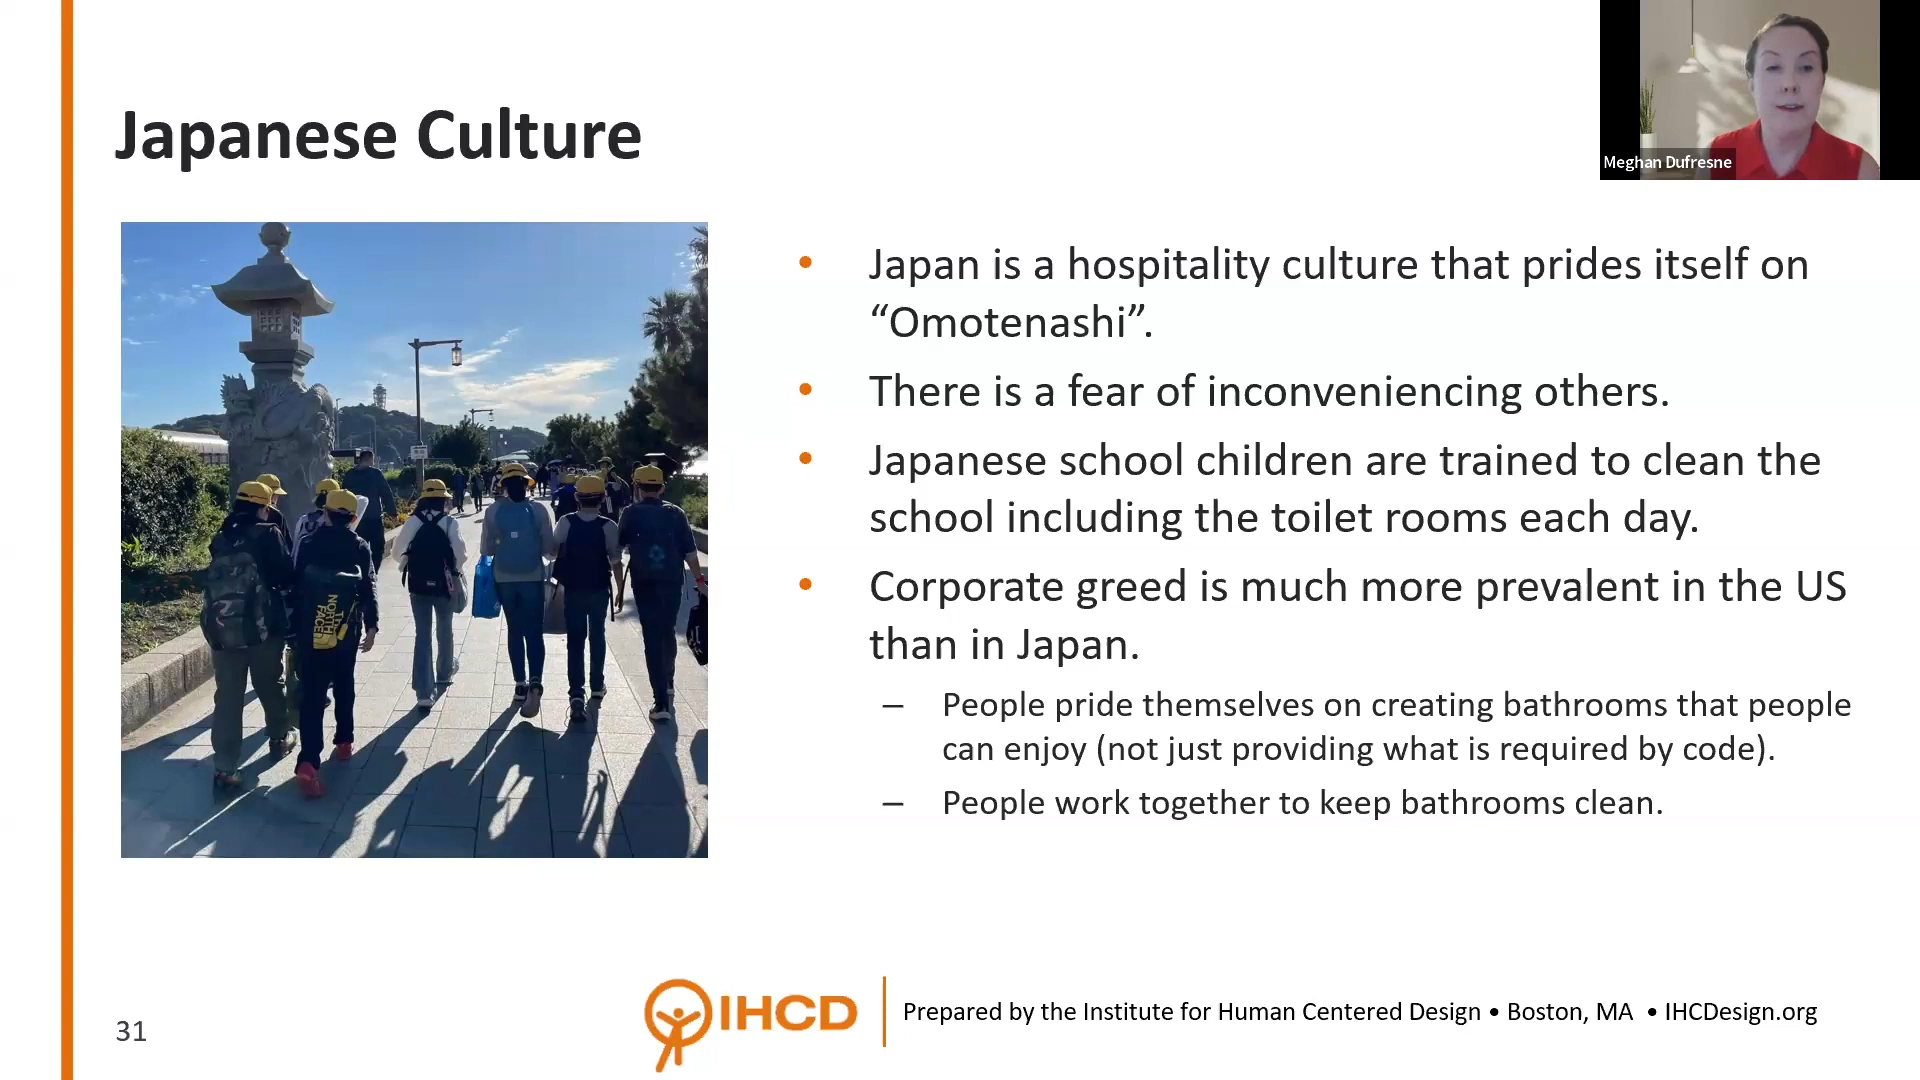 Meghan Dufresne
Japanese Culture
• Japan is a hospitality culture that prides itself on
“Omotenashi”.
• There is a fear of inconveniencing others.
• Japanese school children are trained to clean the
school including the toilet rooms each day.
• Corporate greed is much more prevalent in the US
than in Japan.
– People pride themselves on creating bathrooms that people
can enjoy (not just providing what is required by code).
– People work together to keep bathrooms clean.
THE
NORTH
FACE
31
IHCD
Prepared by the Institute for Human Centered Design • Boston, MA • IHCDesign.org